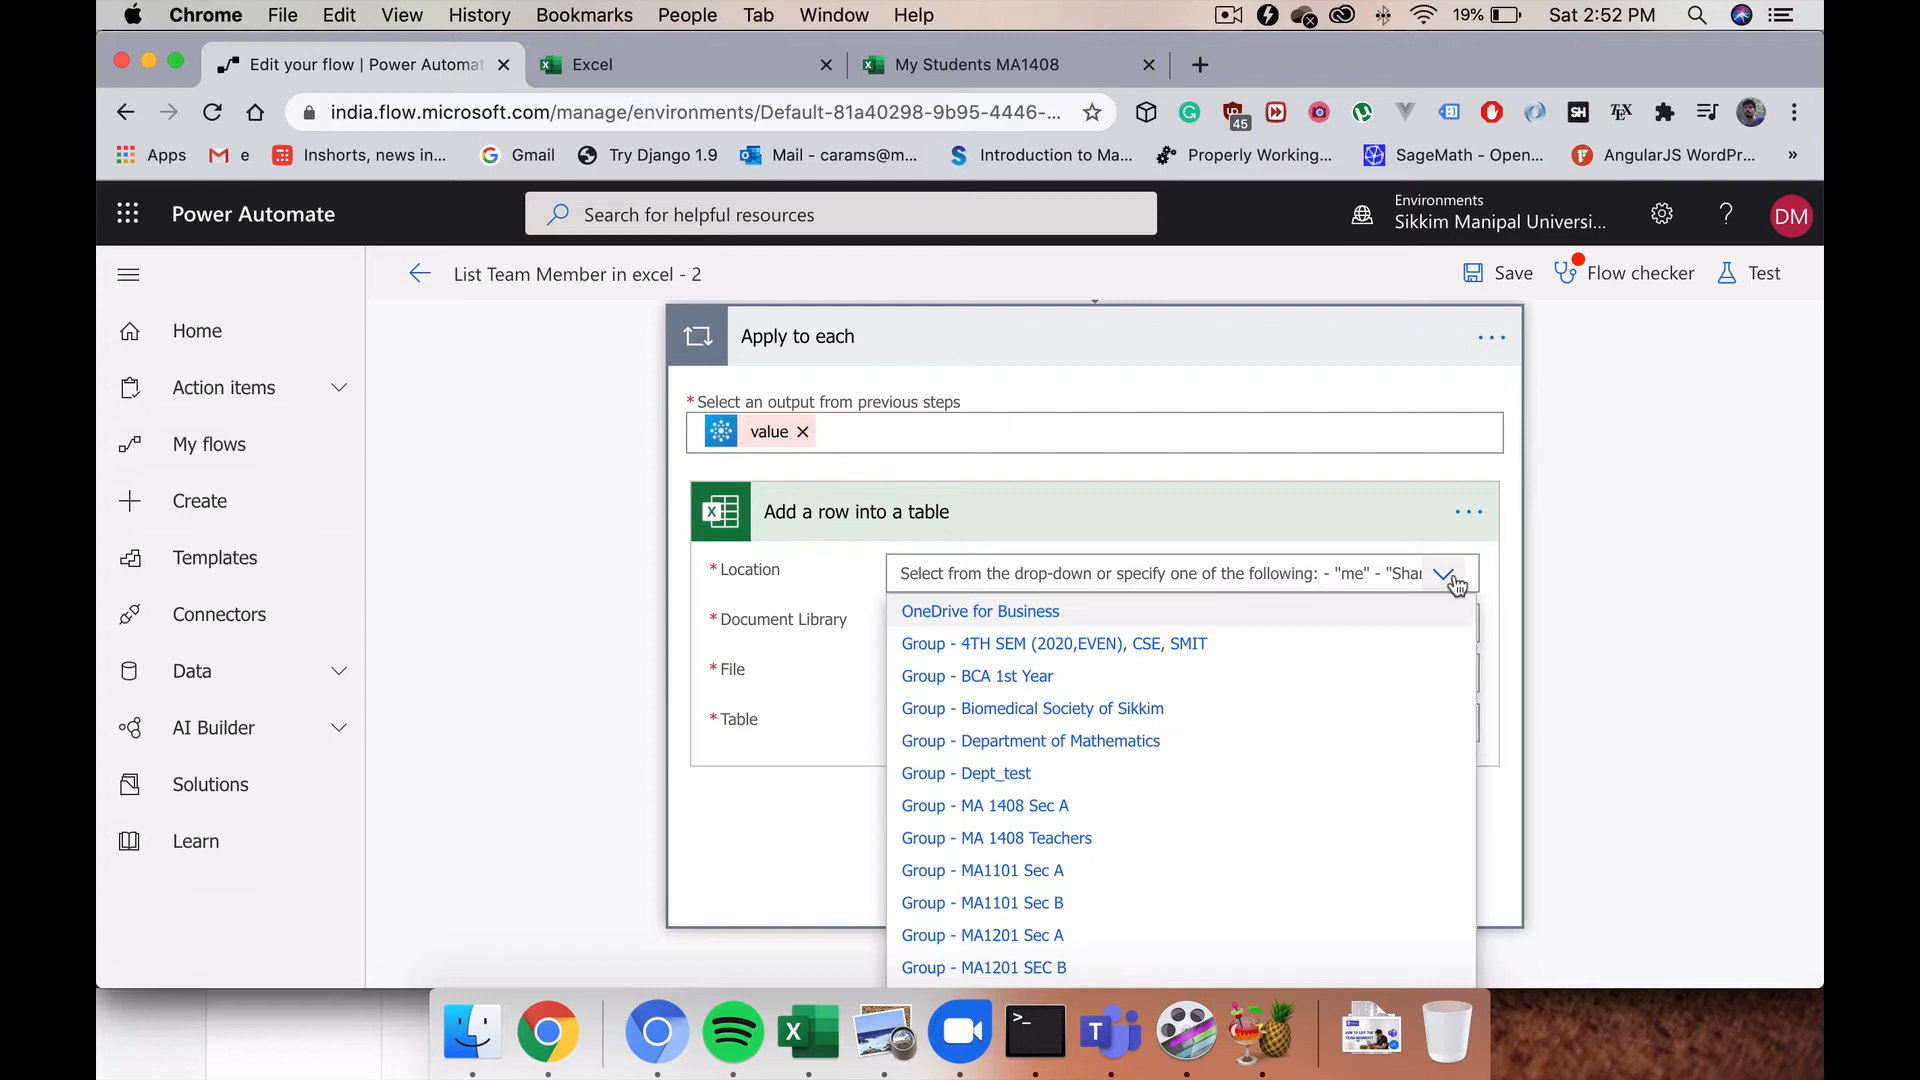 Chrome File Edit View History Bookmarks People Tab Window Help 19% Sat 2:52 PM
Edit your flow | Power Automat Excel My Students MA1408
india.flow.microsoft.com/manage/environments/Default-81a40298-9b95-4446-... 45 SH TEX
Apps e Inshorts, news in... Gmail Try Django 1.9 Mail - carams@m... Introduction to Ma... Properly Working... SageMath - Open... AngularJS WordPr... »
Power Automate Search for helpful resources Environments
Sikkim Manipal Universi... ? DM
List Team Member in excel - 2 Save Flow checker Test
Home
Action items
My flows
Create
Templates
Connectors
Data
AI Builder
Solutions
Learn
Apply to each
* Select an output from previous steps
value
Add a row into a table
* Location Select from the drop-down or specify one of the following: - "me" - "Shar
* Document Library
* File
* Table
OneDrive for Business
Group - 4TH SEM (2020,EVEN), CSE, SMIT
Group - BCA 1st Year
Group - Biomedical Society of Sikkim
Group - Department of Mathematics
Group - Dept_test
Group - MA 1408 Sec A
Group - MA 1408 Teachers
Group - MA1101 Sec A
Group - MA1101 Sec B
Group - MA1201 Sec A
Group - MA1201 SEC B